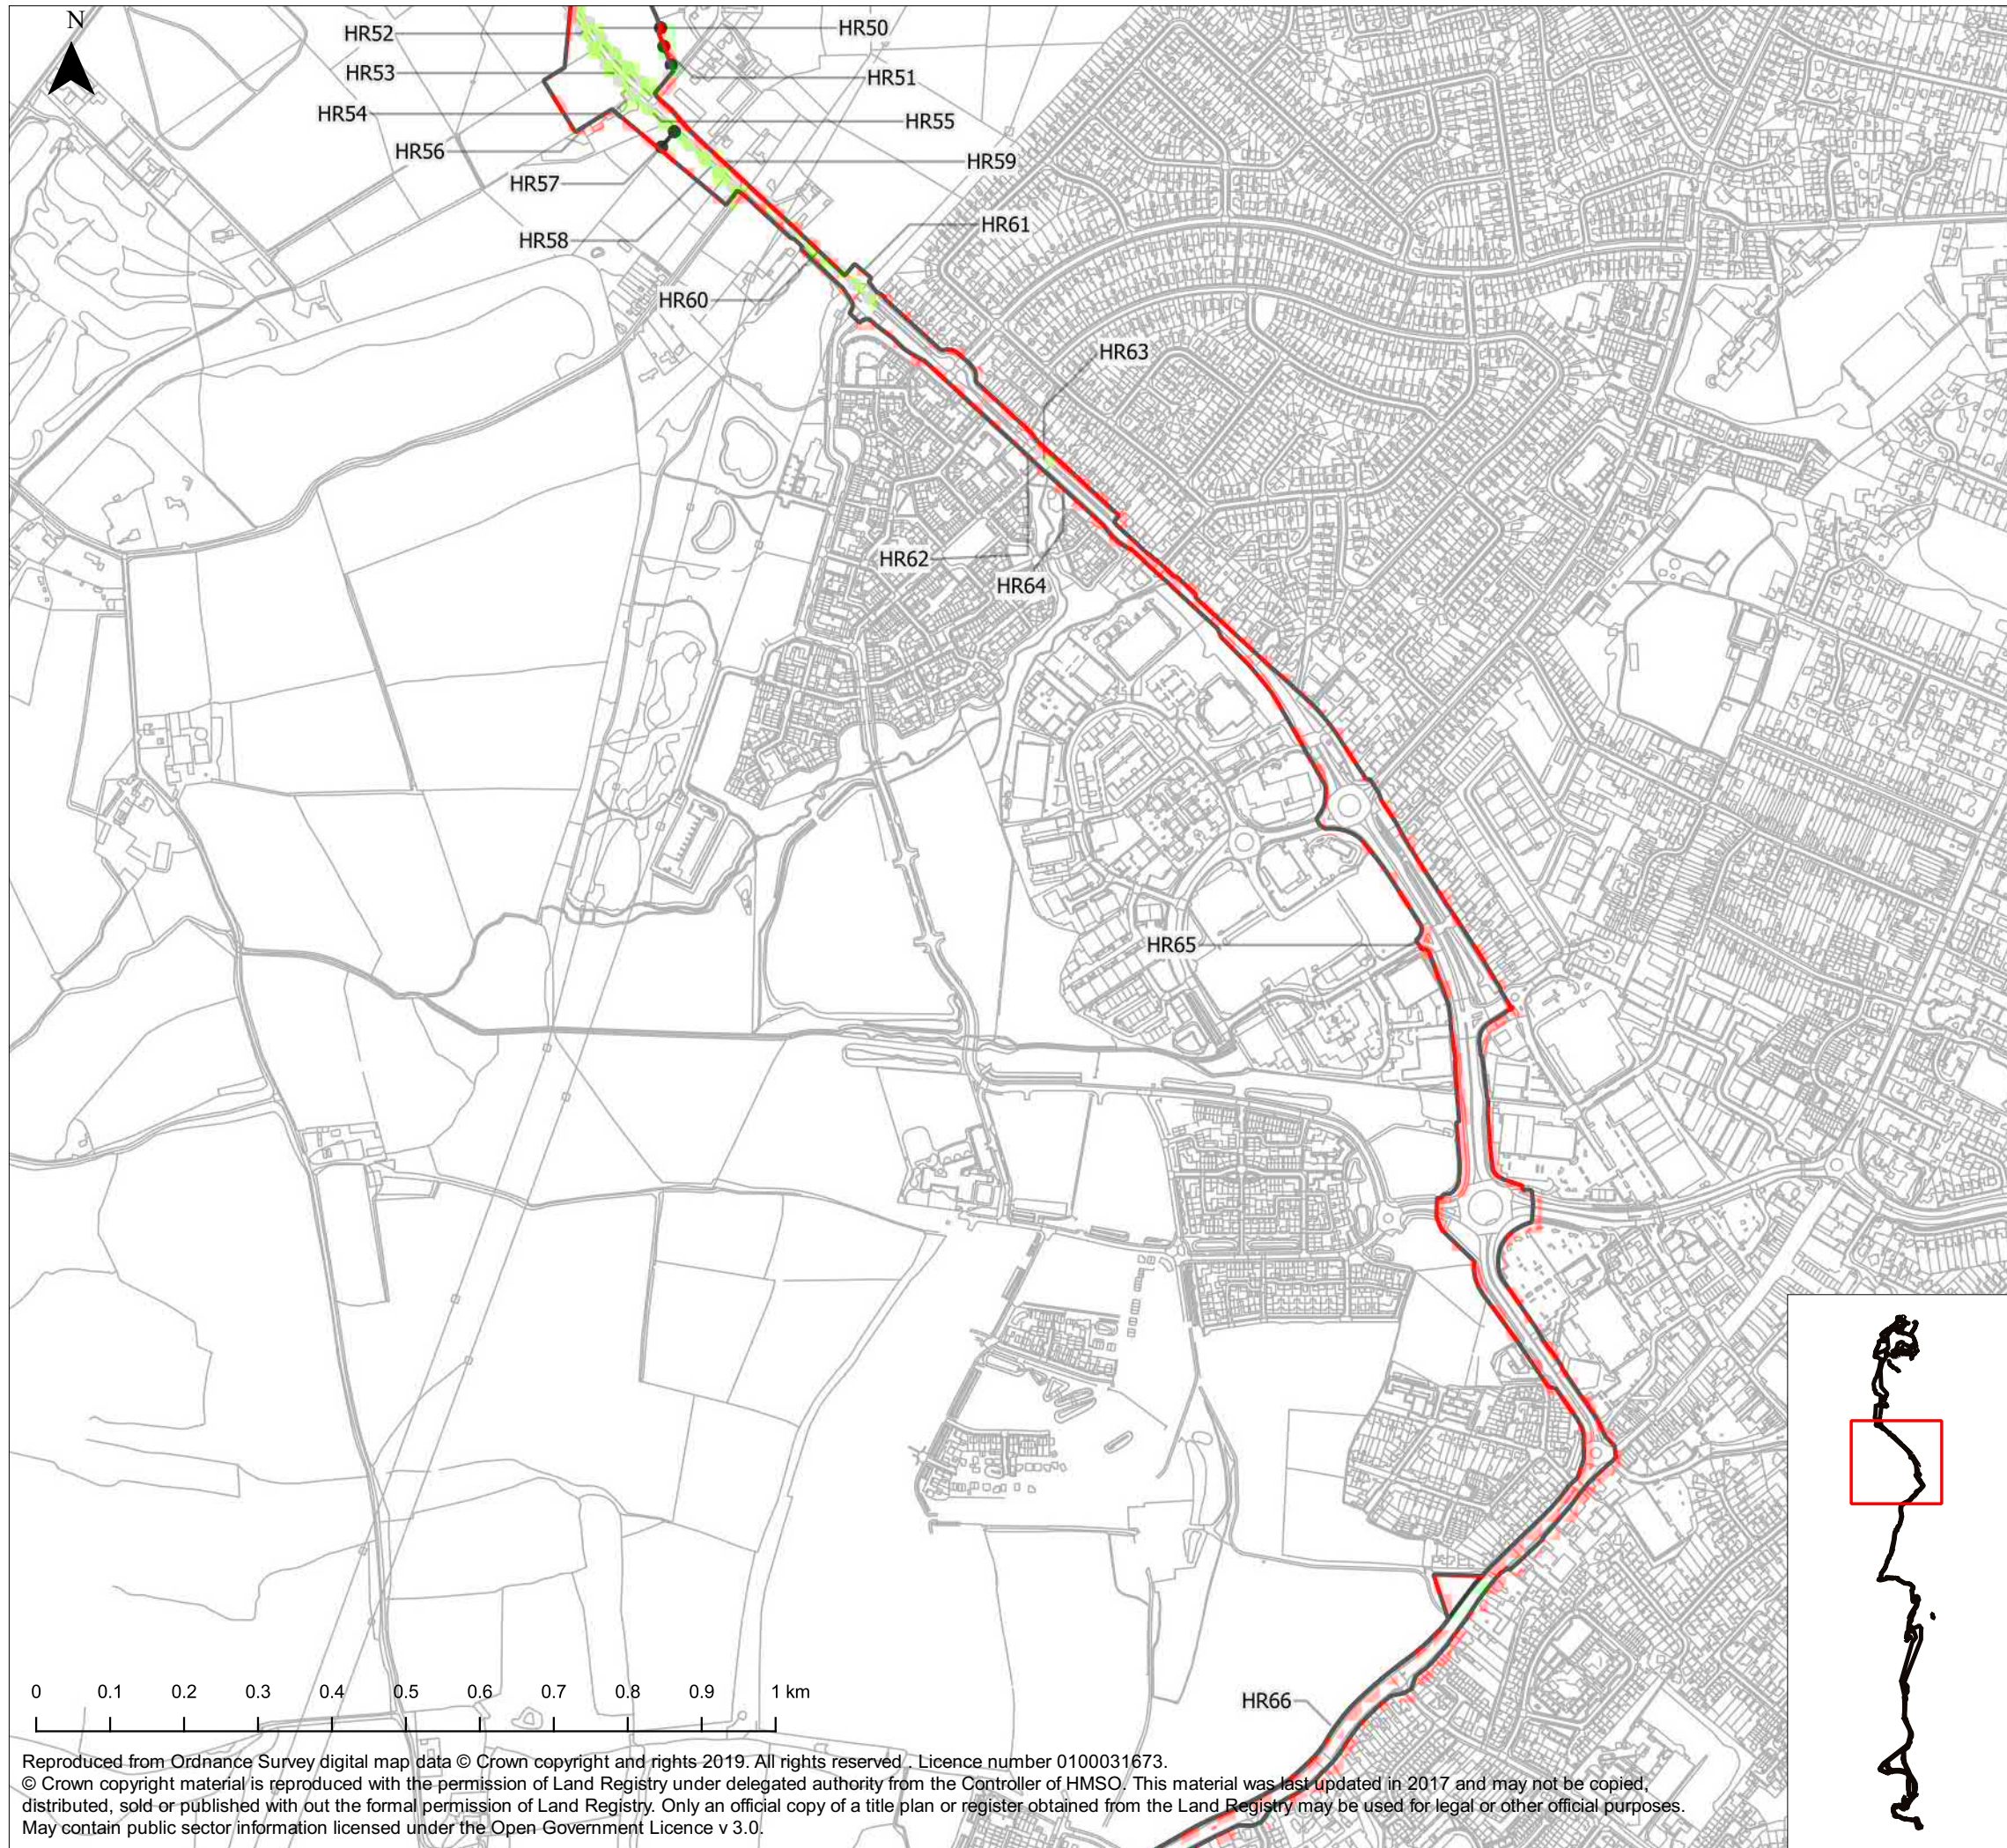 N
HR50
HR52
HR53
HR51
HR54
HR55
HR56
HR59
HR57
HR61
HR58
HR60
HR63
HR62
HR64
HR65
HR66
0 0.1 0.2 0.3 0.4 0.5 0.6 0.7 0.8 0.9 1 km
Reproduced from Ordnance Survey digital map data © Crown copyright and rights 2019. All rights reserved . Licence number 0100031673.
© Crown copyright material is reproduced with the permission of Land Registry under delegated authority from the Controller of HMSO. This material was last updated in 2017 and may not be copied,
distributed, sold or published with out the formal permission of Land Registry. Only an official copy of a title plan or register obtained from the Land Registry may be used for legal or other official purposes.
May contain public sector information licensed under the Open Government Licence v 3.0.